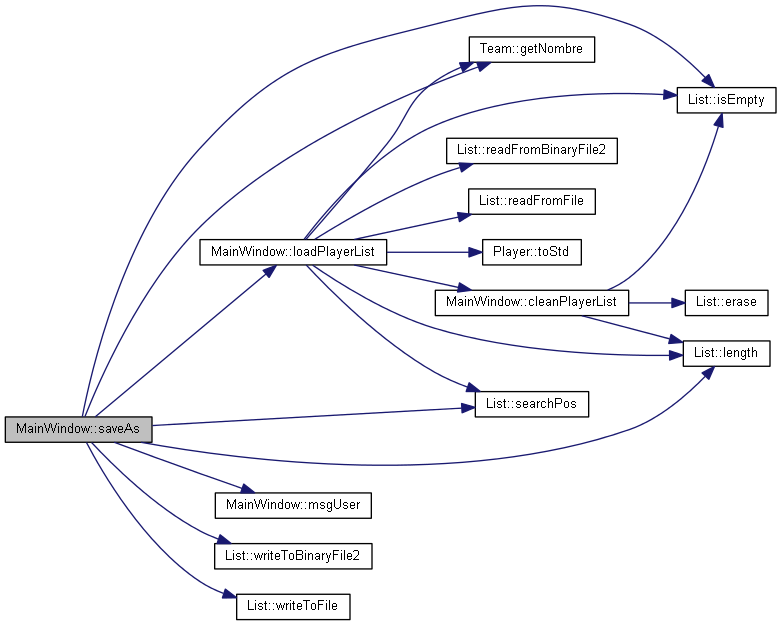 Team::getNombre
List::isEmpty
List::readFromBinaryFile2
List::readFromFile
MainWindow::loadPlayerList
Player::toStd
MainWindow::cleanPlayerList
List::erase
List::length
List::searchPos
MainWindow::saveAs
MainWindow::msgUser
List::writeToBinaryFile2
List::writeToFile